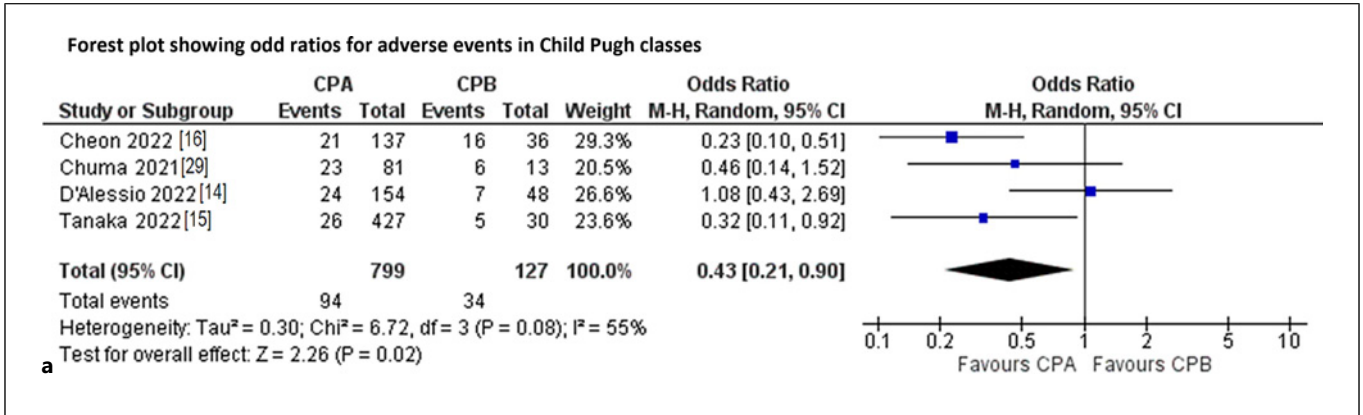 Forest plot showing odd ratios for adverse events in Child Pugh classes
CPA CPB Odds Ratio Odds Ratio
Study or Subgroup Events Total Events Total Weight M-H, Random, 95% CI M-H, Random, 95% CI
Cheon 2022 [16] 21 137 16 36 29.3% 0.23 [0.10, 0.51]
Chuma 2021[29] 23 81 6 13 20.5% 0.46 [0.14, 1.52]
D'Alessio 2022[14] 24 154 7 48 26.6% 1.08 [0.43, 2.69]
Tanaka 2022[15] 26 427 5 30 23.6% 0.32 [0.11, 0.92]
Total (95% CI) 799 127 100.0% 0.43 [0.21, 0.90]
Total events 94 34
Heterogeneity: Tau² = 0.30; Chi² = 6.72, df = 3 (P = 0.08); I² = 55%
Test for overall effect: Z = 2.26 (P = 0.02)
0.1 0.2 0.5 1 2 5 10
Favours CPA Favours CPB
a